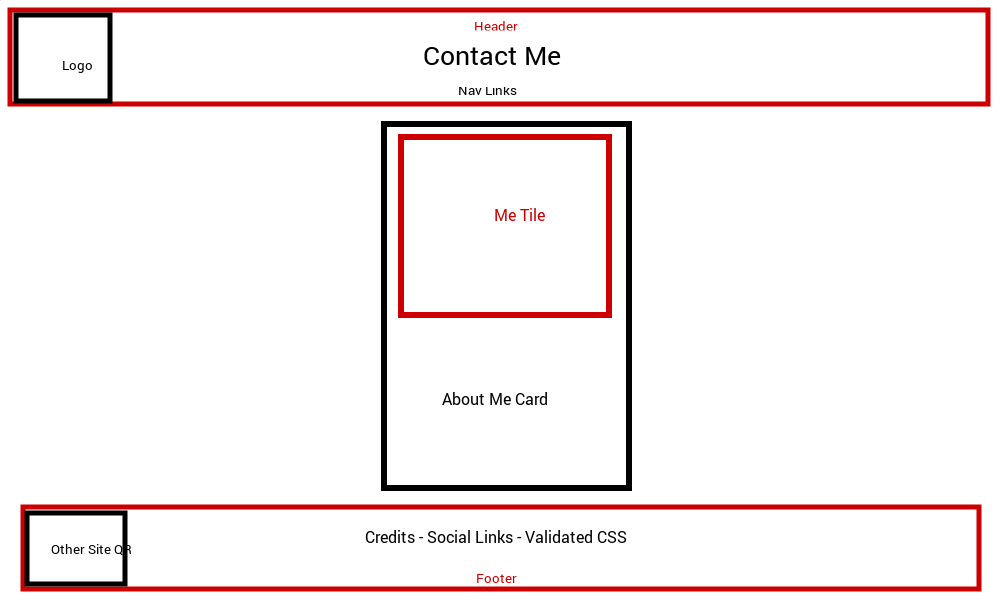 Header
Contact Me
Logo
Nav Links
Me Tile
About Me Card
Credits - Social Links - Validated CSS
Other Site QR
Footer